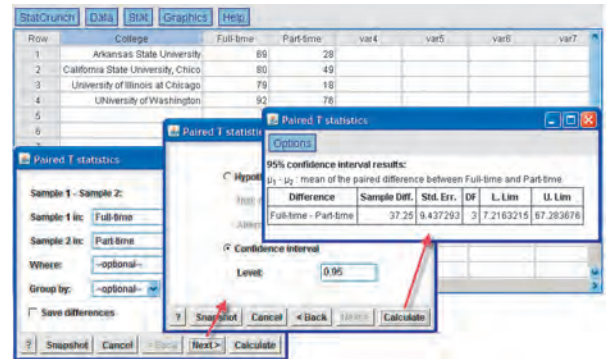 StatCrunch Data Stat Graphics Help
Row College Full-time Part-time var4 var5 var6 var7
1 Arkansas State University 69 28
2 California State University, Chico 80 49
3 University of Illinois at Chicago 79 18
4 UNiversity of Washington 92 76
5
6
Paired T statistics
Options
95% confidence interval results:
μ1 - μ2 : mean of the paired difference between Full-time and Part-time
Difference Sample Diff. Std. Err. DF L. Lim U. Lim
Full-time - Part-time 37.25 9.437293 3 7.2163215 67.283676
Paired T statisti
Confidence interval
Level: 0.95
? Snapshot Cancel < Back Calculate
Paired T statistics
Sample 1 - Sample 2:
Sample 1 in: Full-time
Sample 2 in: Part-time
Where: --optional--
Group by: --optional--
Save differences
? Snapshot Cancel Next > Calculate